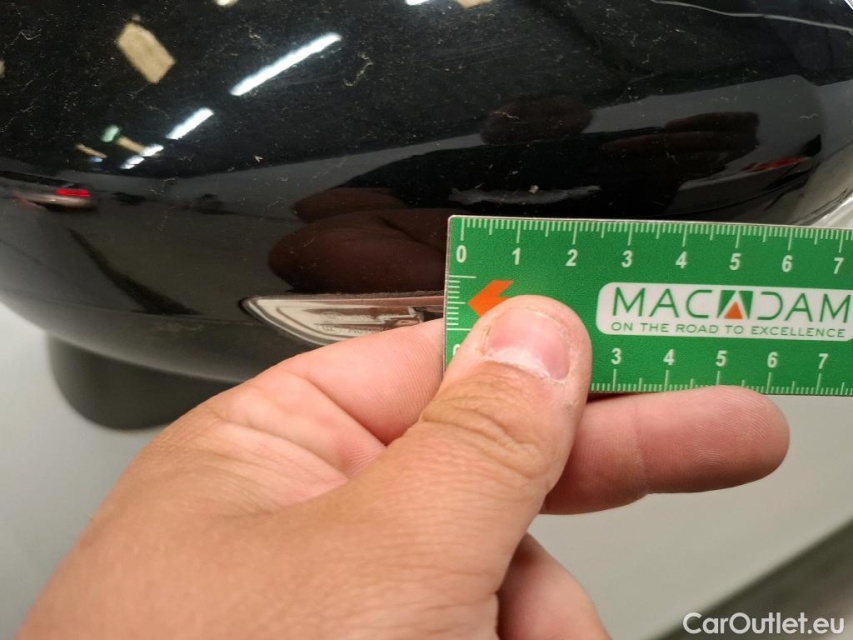 0 1 2 3 4 5 6 7
MACADAM
ON THE ROAD TO EXCELLENCE
3 4 5 6 7
CarOutlet.eu